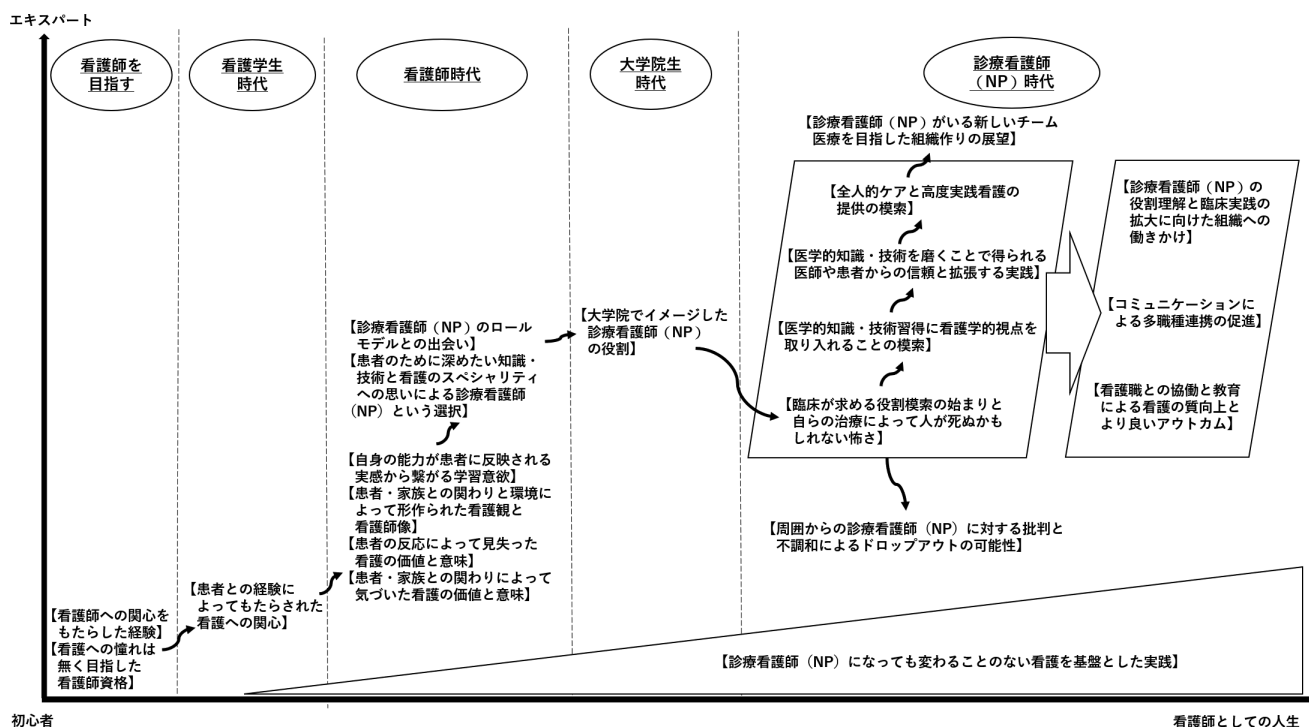 エキスパート
看護師を
目指す
看護学生
時代
看護師時代
大学院生
時代
診療看護師
(NP)時代
【診療看護師(NP)がいる新しいチーム
医療を目指した組織作りの展望】
【全人的ケアと高度実践看護の
提供の模索】
【医学的知識・技術を磨くことで得られる
医師や患者からの信頼と拡張する実践】
【医学的知識・技術習得に看護学的視点を
取り入れることの模索】
【臨床が求める役割模索の始まりと
自らの治療によって人が死ぬかも
しれない怖さ】
【診療看護師(NP)の
役割理解と臨床実践の
拡大に向けた組織への
働きかけ】
【コミュニケーションに
よる多職種連携の促進】
【看護職との協働と教育
による看護の質向上と
より良いアウトカム】
【大学院でイメージした
診療看護師(NP)
の役割】
【診療看護師(NP)のロール
モデルとの出会い】
【患者のために深めたい知識・
技術と看護のスペシャリティ
への思いによる診療看護師
(NP)という選択】
【自身の能力が患者に反映される
実感から繋がる学習意欲】
【患者・家族との関わりと環境に
よって形作られた看護観と
看護師像】
【患者の反応によって見失った
看護の価値と意味】
【患者・家族との関わりによって
気づいた看護の価値と意味】
【周囲からの診療看護師(NP)に対する批判と
不調和によるドロップアウトの可能性】
【患者との経験に
よってもたらされた
看護への関心】
【看護師への関心を
もたらした経験】
【看護への憧れは
無く目指した
看護師資格】
【診療看護師(NP)になっても変わることのない看護を基盤とした実践】
初心者
看護師としての人生